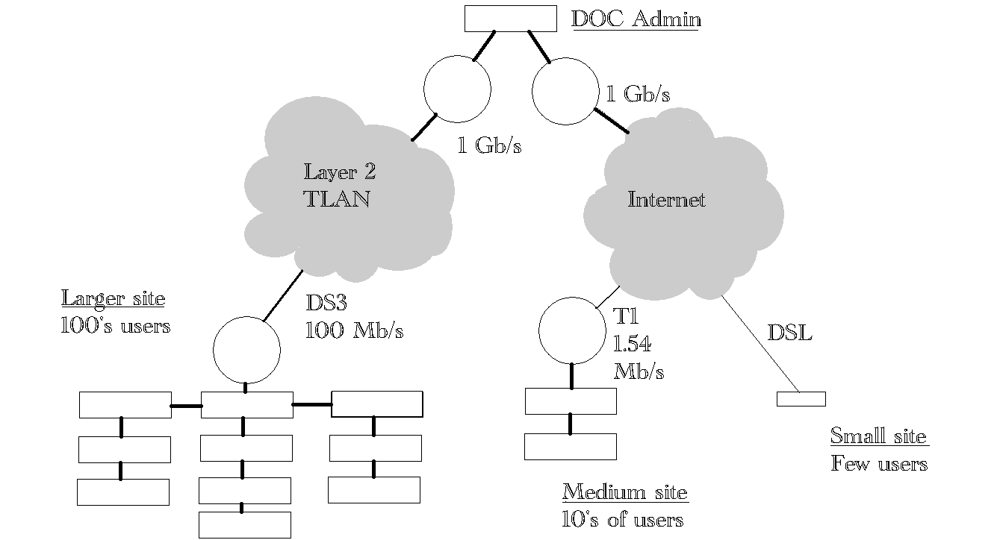 DOC Admin
1 Gb/s
1 Gb/s
Layer 2
TLAN
Internet
Larger site
100's users
DS3
100 Mb/s
T1
1.54
Mb/s
DSL
Small site
Few users
Medium site
10's of users